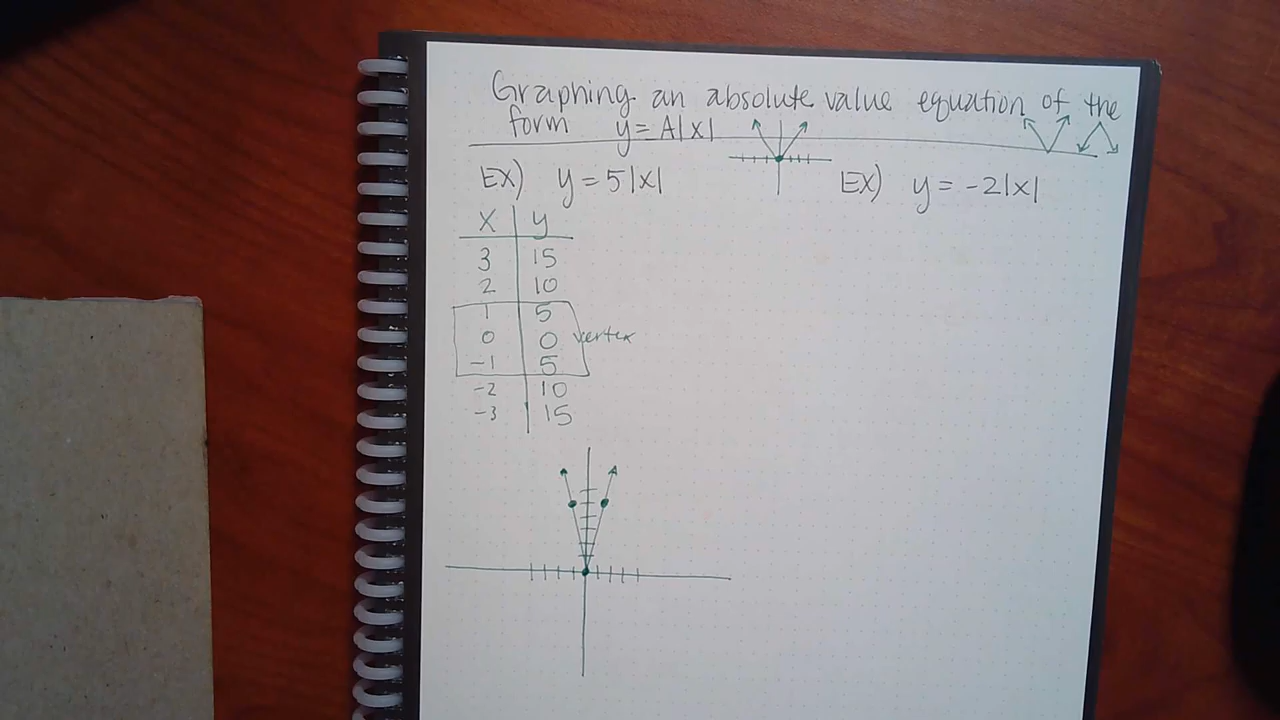 Graphing an absolute value equation of the
form y = A|x|
EX) y = 5|x|
EX) y = -2|x|
x y
3 15
2 10
1 5
0 0 vertex
-1 5
-2 10
-3 15